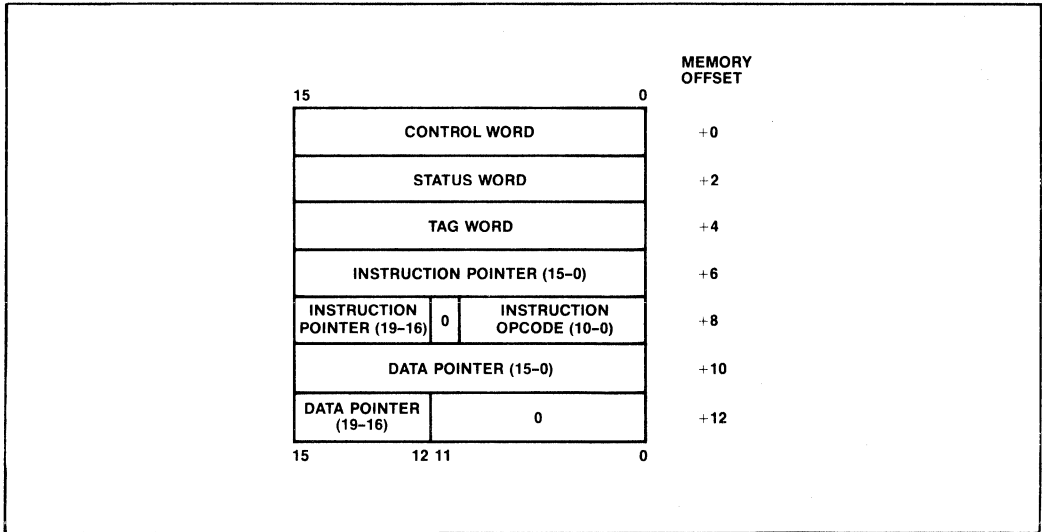 MEMORY
OFFSET
15 0
CONTROL WORD +0
STATUS WORD +2
TAG WORD +4
INSTRUCTION POINTER (15–0) +6
INSTRUCTION
POINTER (19–16)
0
INSTRUCTION
OPCODE (10–0)
+8
DATA POINTER (15–0) +10
DATA POINTER
(19–16)
0
+12
15 12 11 0